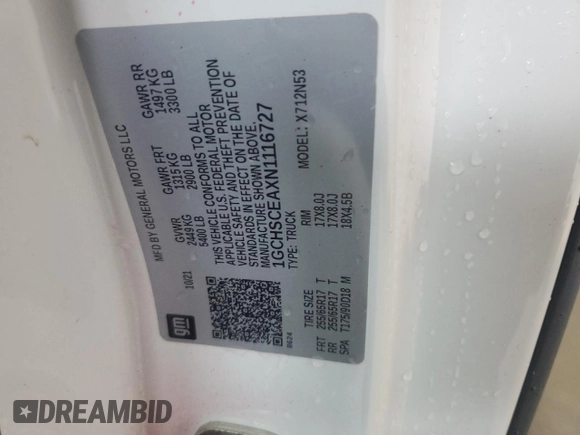 MFD BY GENERAL MOTORS LLC
10/21
GVWR GAWR FRT GAWR RR
2449 KG 1315 KG 1497 KG
5400 LB 2900 LB 3300 LB
THIS VEHICLE CONFORMS TO ALL
APPLICABLE U.S. FEDERAL MOTOR
VEHICLE SAFETY AND THEFT PREVENTION
STANDARDS IN EFFECT ON THE DATE OF
MANUFACTURE SHOWN ABOVE.
1GCHSCEAXN1116727
TYPE: TRUCK MODEL: X712N53
gm
8624
TIRE SIZE RIM
FRT 255/65R17 T 17X8.0J
RR 255/65R17 T 17X8.0J
SPA T175/90D18 M 18X4.5B
DREAMBID